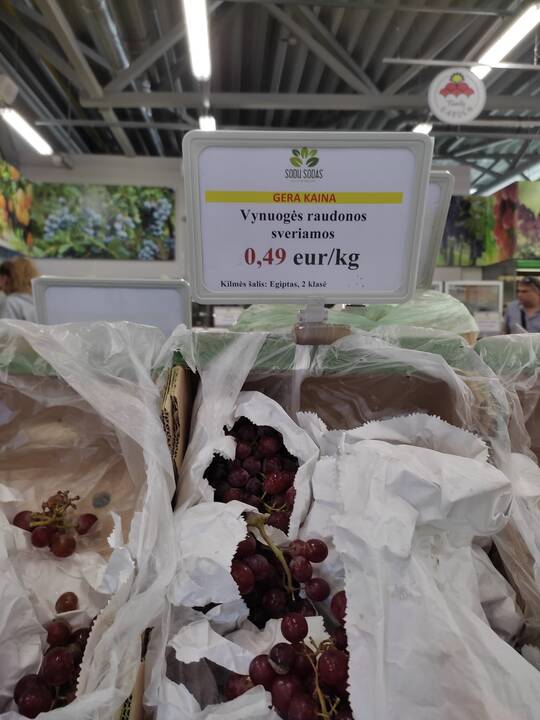 SODŲ SODAS
GERA KAINA
Vynuogės raudonos
sveriamos
0,49 eur/kg
Kilmės šalis: Egiptas, 2 klasė